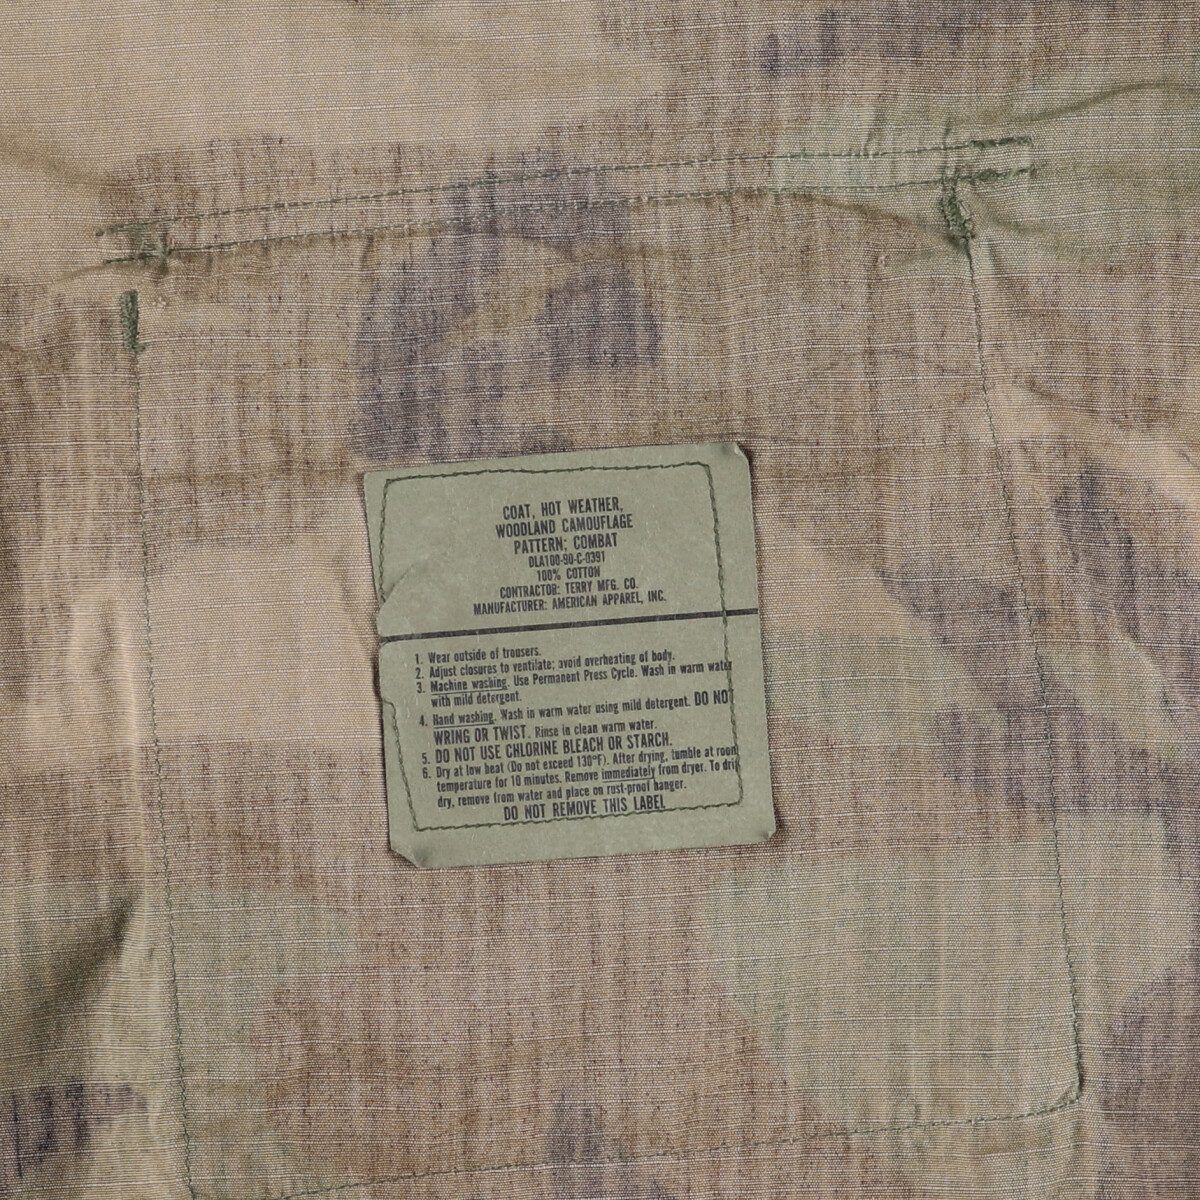 COAT, HOT WEATHER,
WOODLAND CAMOUFLAGE
PATTERN; COMBAT
DLA100-90-C-0391
100% COTTON
CONTRACTOR: TERRY MFG. CO.
MANUFACTURER: AMERICAN APPAREL, INC.
1. Wear outside of trousers.
2. Adjust closures to ventilate; avoid overheating of body.
3. Machine washing. Use Permanent Press Cycle. Wash in warm water
with mild detergent.
4. Hand washing. Wash in warm water using mild detergent. DO NOT
WRING OR TWIST. Rinse in clean warm water.
5. DO NOT USE CHLORINE BLEACH OR STARCH.
6. Dry at low heat (Do not exceed 130°F). After drying, tumble at room
temperature for 10 minutes. Remove immediately from dryer. To drip
dry, remove from water and place on rust-proof hanger.
DO NOT REMOVE THIS LABEL